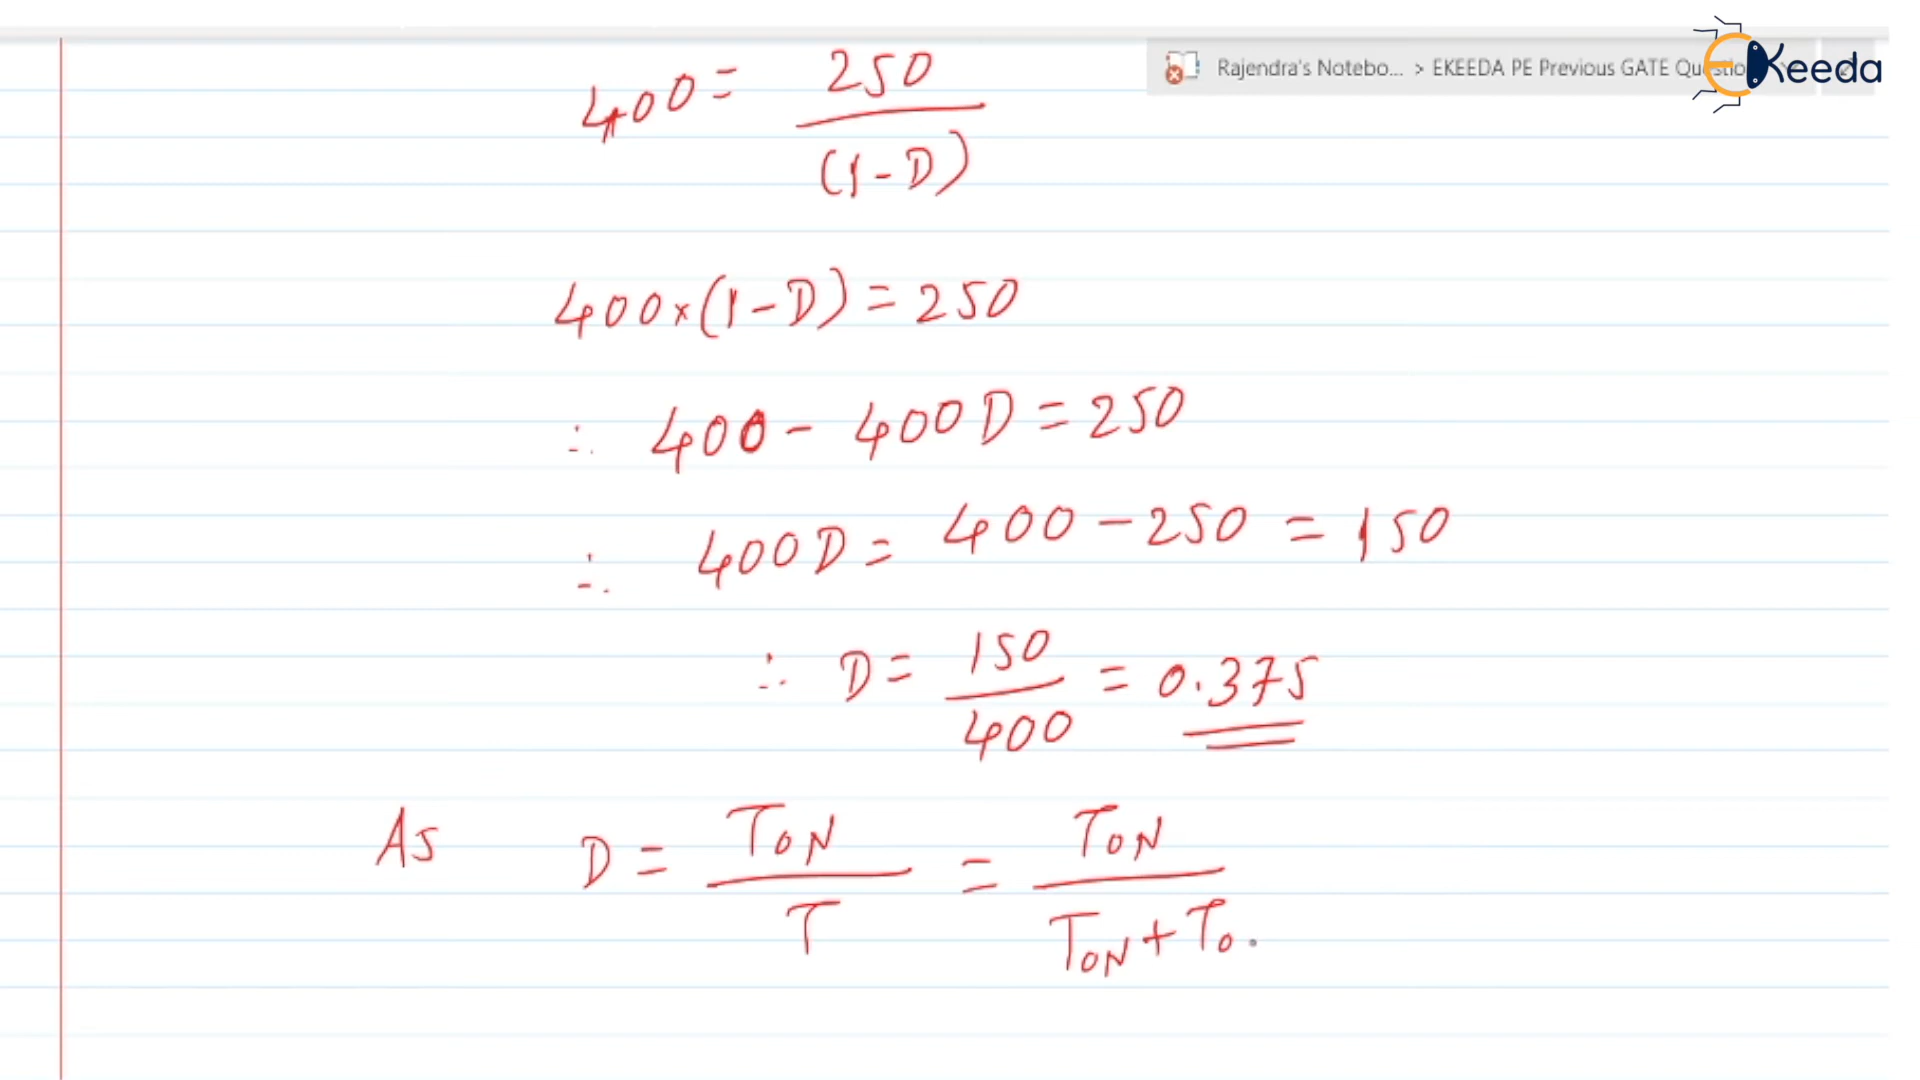 Rajendra's Notebo... > EKEEDA PE Previous GATE Questio
EKeeda
400 = 250 / (1-D)
400×(1-D) = 250
∴ 400 - 400D = 250
∴ 400D = 400 - 250 = 150
∴ D = 150 / 400 = 0.375
As D = TON / T = TON / TON + TO